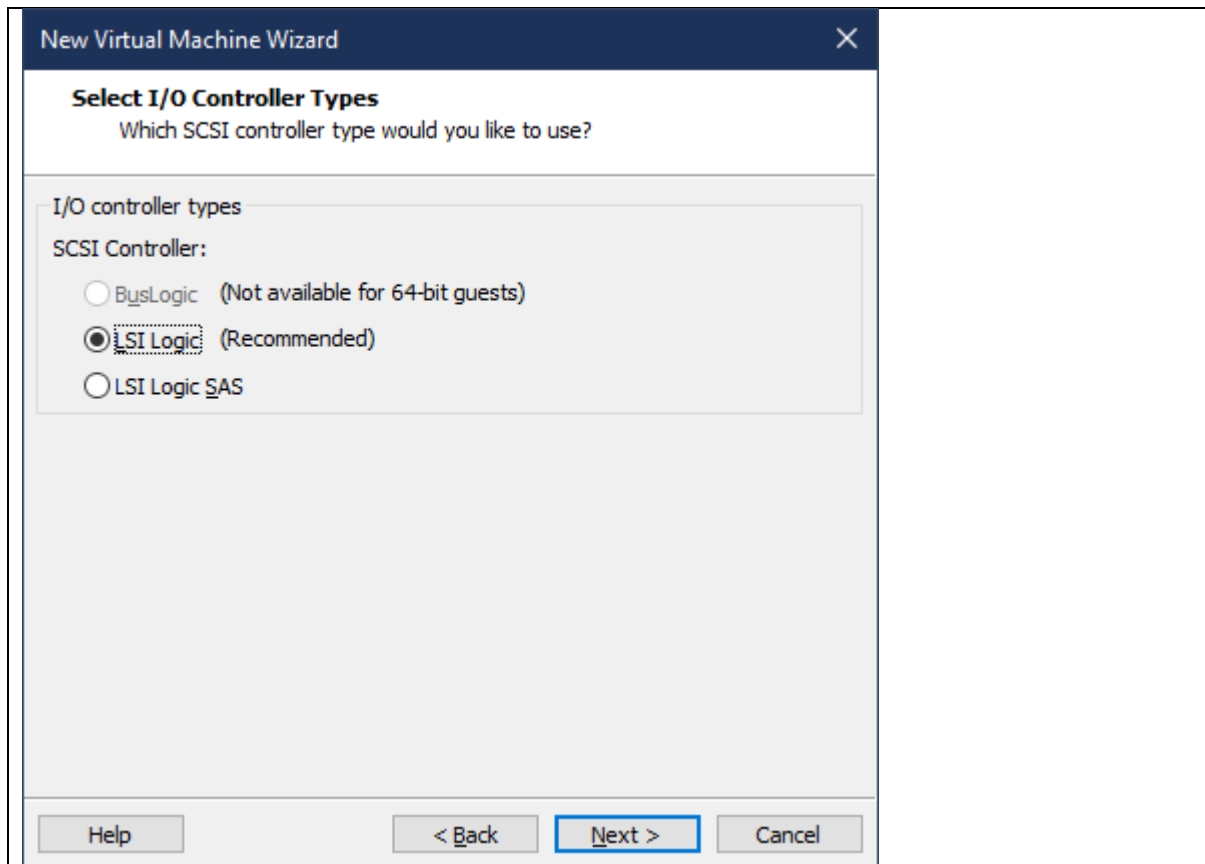 New Virtual Machine Wizard
Select I/O Controller Types
Which SCSI controller type would you like to use?
I/O controller types
SCSI Controller:
BusLogic (Not available for 64-bit guests)
LSI Logic (Recommended)
LSI Logic SAS
Help < Back Next > Cancel